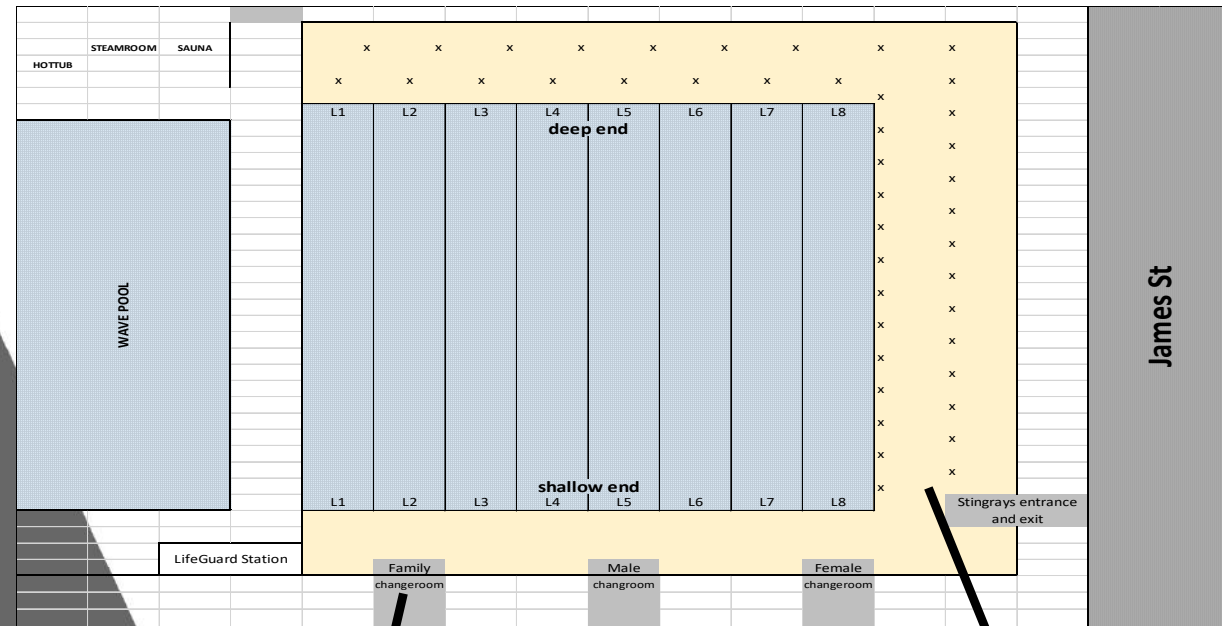 STEAMROOM SAUNA x x x x x x x x x
HOTTUB
x x x x x x x x x
x
L1 L2 L3 L4 L5 L6 L7 L8 x
deep end x
x
x
x
x
x
x
x
x
x
x
x
WAVE POOL
James St
x
x
x
x
x
x
x
x
x
x
shallow end x
L1 L2 L3 L4 L5 L6 L7 L8
Stingrays entrance
and exit
LifeGuard Station
Family
changeroom
Male
changroom
Female
changeroom